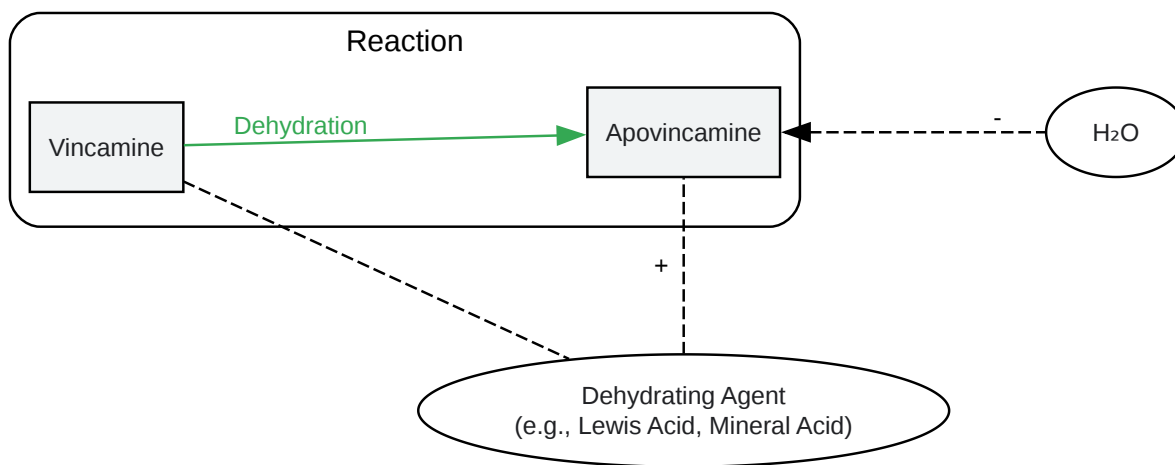 Reaction
Dehydration
Vincamine
Apovincamine
-
H₂O
+
Dehydrating Agent
(e.g., Lewis Acid, Mineral Acid)